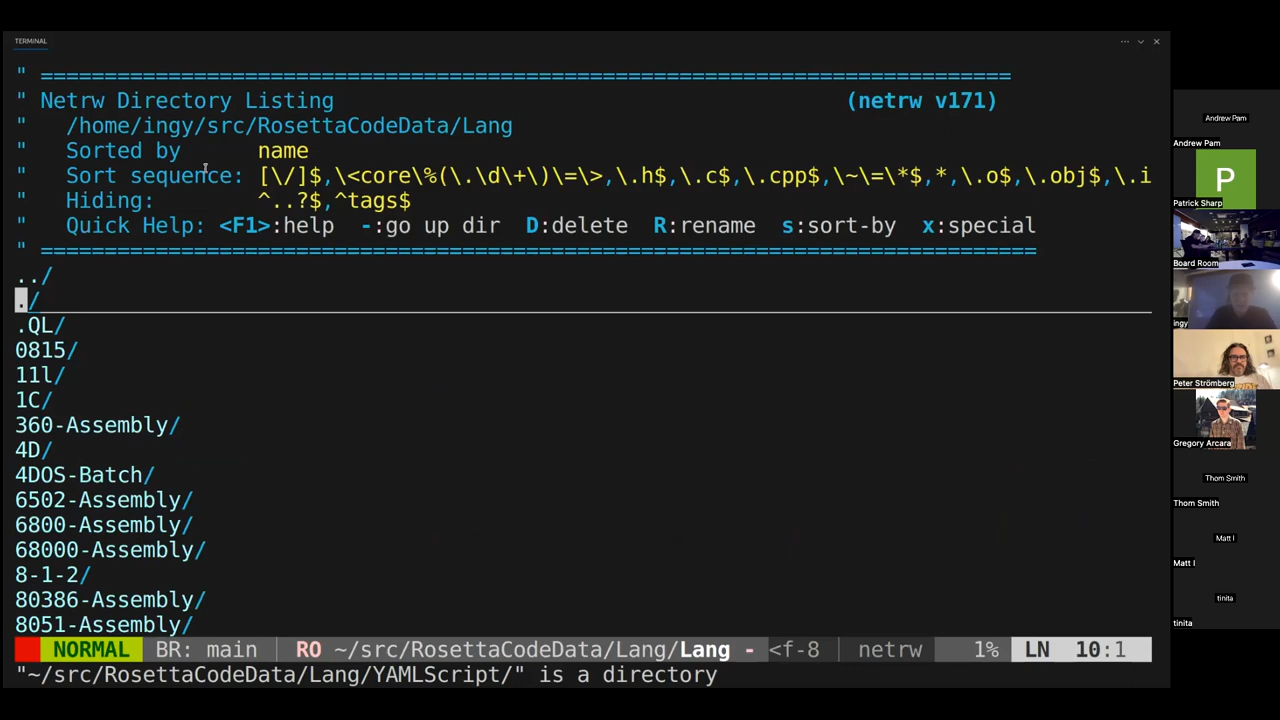 TERMINAL
" ============================================================================
" Netrw Directory Listing (netrw v171)
" /home/ingy/src/RosettaCodeData/Lang
" Sorted by name
" Sort sequence: [\/]$,\<core\%(\.\d\+\)\=\>,\.h$,\.c$,\.cpp$,\~\=\*$,*,\.o$,\.obj$,\.i
" Hiding: ^..?$,^tags$
" Quick Help: <F1>:help -:go up dir D:delete R:rename s:sort-by x:special
" ==============================================================================
../
./
.QL/
0815/
11l/
1C/
360-Assembly/
4D/
4DOS-Batch/
6502-Assembly/
6800-Assembly/
68000-Assembly/
8-1-2/
80386-Assembly/
8051-Assembly/
NORMAL BR: main RO ~/src/RosettaCodeData/Lang/Lang - <f-8 netrw 1% LN 10:1
"~/src/RosettaCodeData/Lang/YAMLScript/" is a directory
Andrew Pam
Andrew Pam
P
Patrick Sharp
Board Room
ingy
Peter Strömberg
Gregory Arcara
Thom Smith
Thom Smith
Matt I
Matt I
tinita
tinita